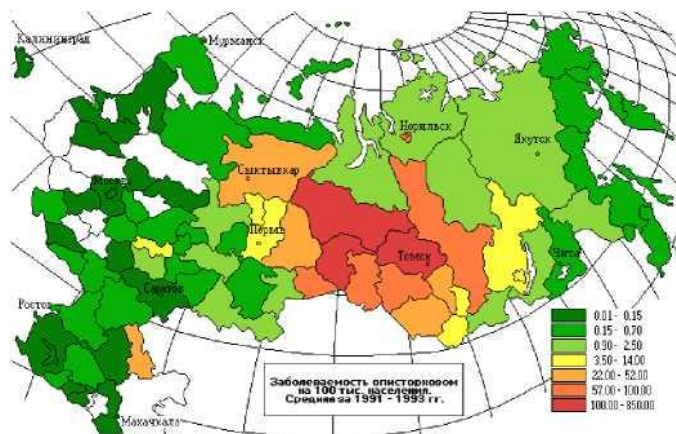 Калининград
Мурманск
Норильск
Якутск
Сыктывкар
Москва
Пермь
Томск
Чита
Саратов
Ростов
Махачкала
0.01 - 0.15
0.15 - 0.70
0.90 - 2.50
3.50 - 14.00
22.00 - 52.00
57.00 - 100.00
100.00 - 850.00
Заболеваемость описторхозом
на 100 тыс. населения.
Средняя за 1991 - 1993 гг.